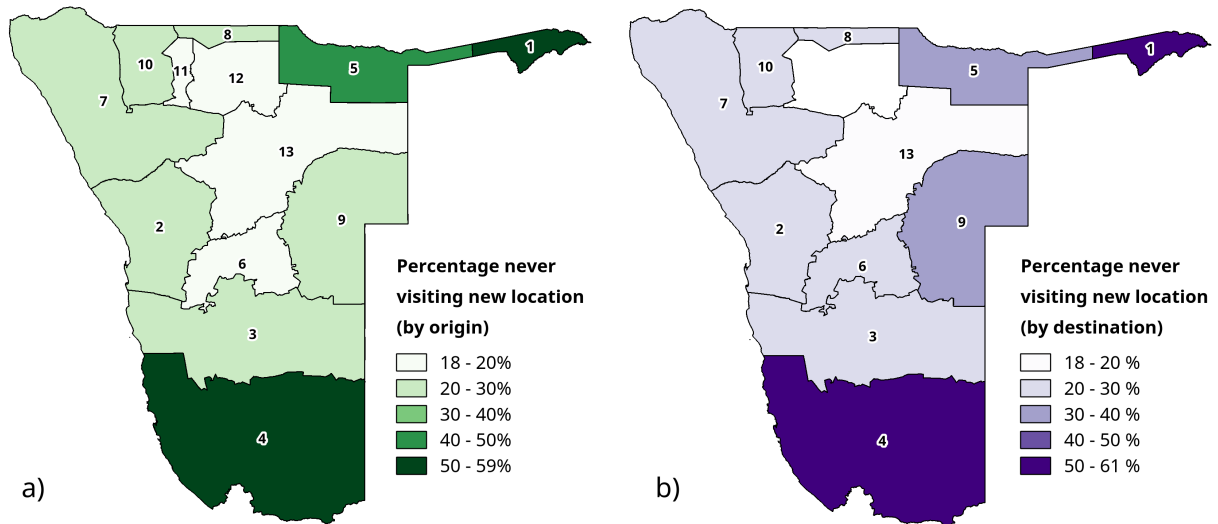 8
1
10
11
12
5
7
13
2
9
6
3
4
Percentage never
visiting new location
(by origin)
18 - 20%
20 - 30%
30 - 40%
40 - 50%
50 - 59%
a)
8
1
10
5
7
13
2
9
6
3
4
Percentage never
visiting new location
(by destination)
18 - 20 %
20 - 30 %
30 - 40 %
40 - 50 %
50 - 61 %
b)